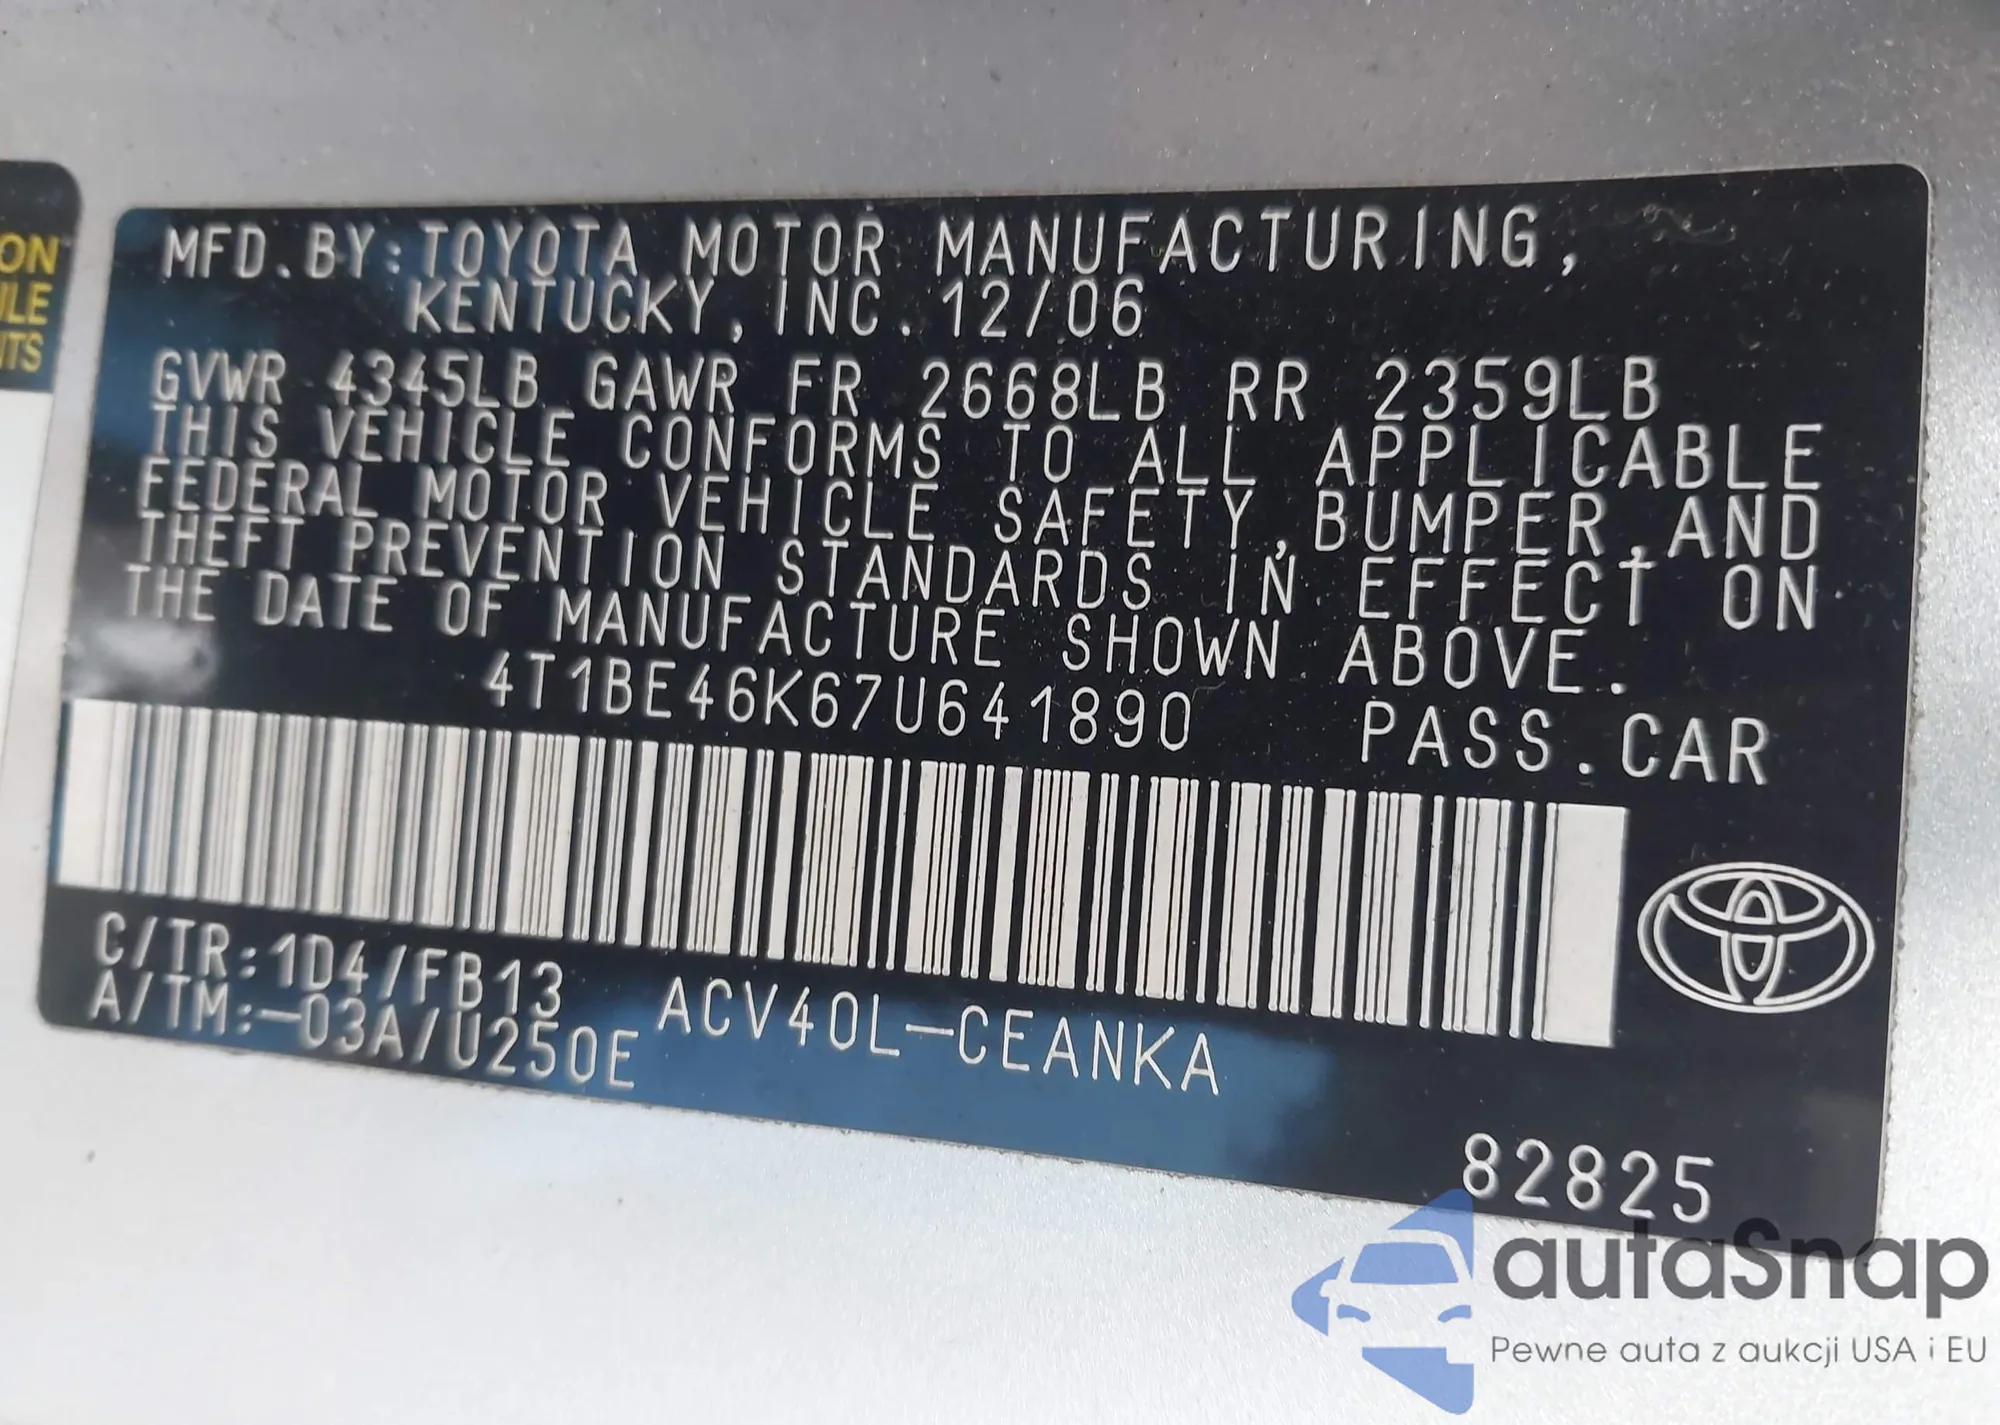 ON
ILE
TS
MFD. BY: TOYOTA MOTOR MANUFACTURING,
KENTUCKY, INC. 12/06
GVWR 4345LB GAWR FR 2668LB RR 2359LB
THIS VEHICLE CONFORMS TO ALL APPLICABLE
FEDERAL MOTOR VEHICLE SAFETY, BUMPER, AND
THEFT PREVENTION STANDARDS IN EFFECT ON
THE DATE OF MANUFACTURE SHOWN ABOVE.
4T1BE46K67U641890 PASS. CAR
C/TR:1D4/FB13 ACV40L-CEANKA
A/TM:-03A/U250E
82825
autaSnap
Pewne auta z aukcji USA i EU